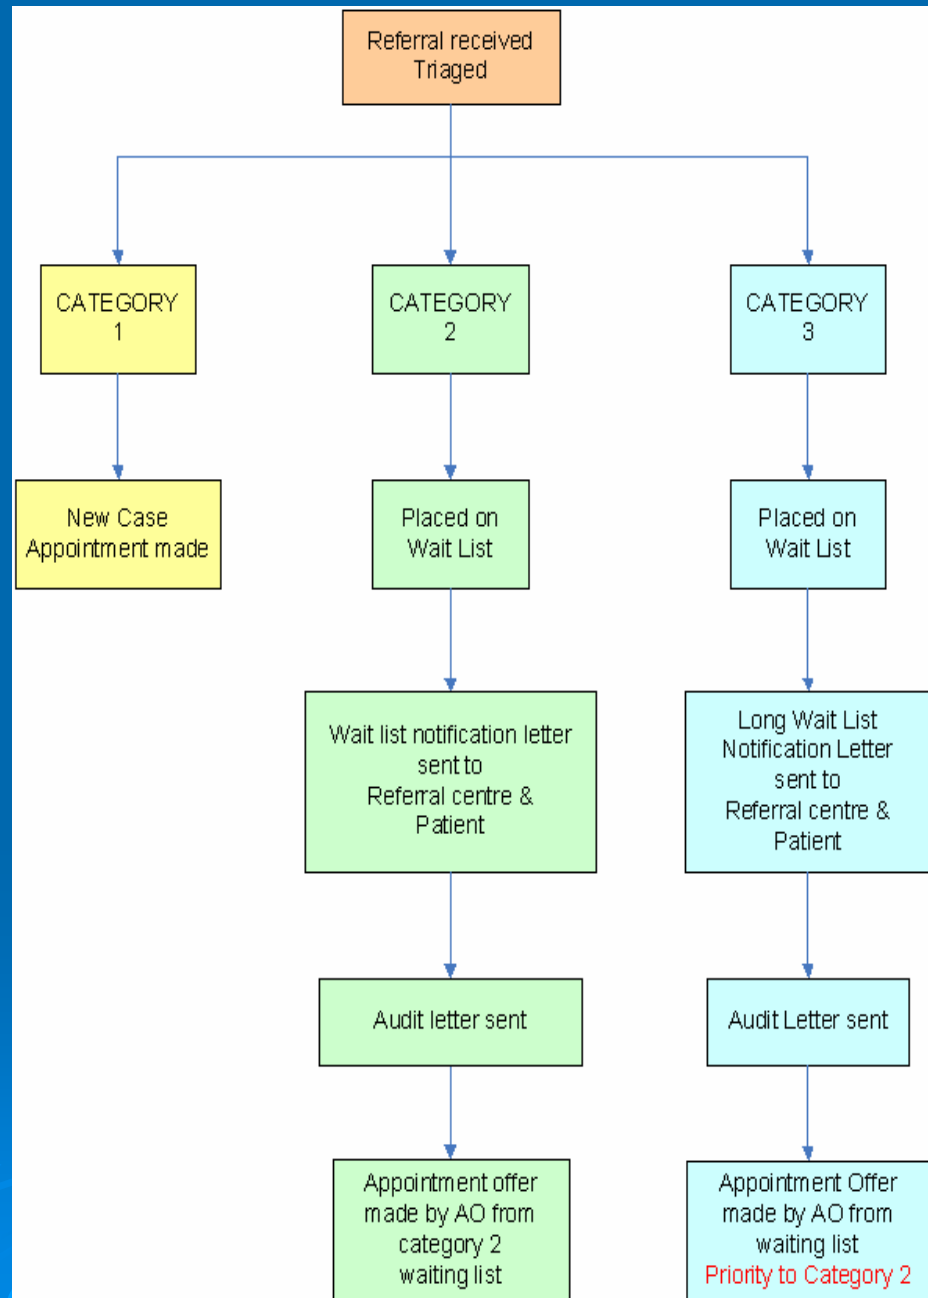 Referral received
Triaged
CATEGORY
1
CATEGORY
2
CATEGORY
3
New Case
Appointment made
Placed on
Wait List
Placed on
Wait List
Wait list notification letter
sent to
Referral centre &
Patient
Long Wait List
Notification Letter
sent to
Referral centre &
Patient
Audit letter sent
Audit Letter sent
Appointment offer
made by AO from
category 2
waiting list
Appointment Offer
made by AO from
waiting list
Priority to Category 2